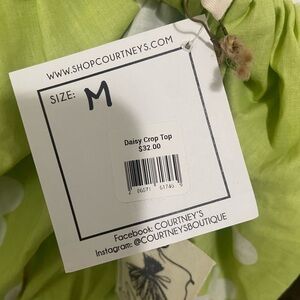 WWW.SHOPCOURTNEYS.COM
SIZE: M
Daisy Crop Top
$32.00
Facebook: COURTNEY'S
Instagram: @COURTNEYSBOUTIQUE